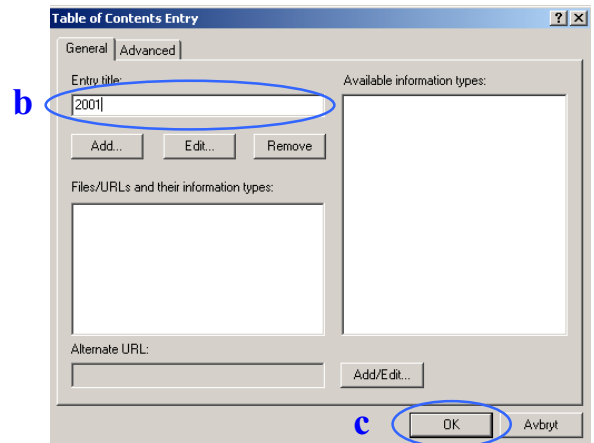 Table of Contents Entry
General Advanced
Entry title: Available information types:
b 2001
Add... Edit... Remove
Files/URLs and their information types:
Alternate URL:
Add/Edit...
c OK Avbryt